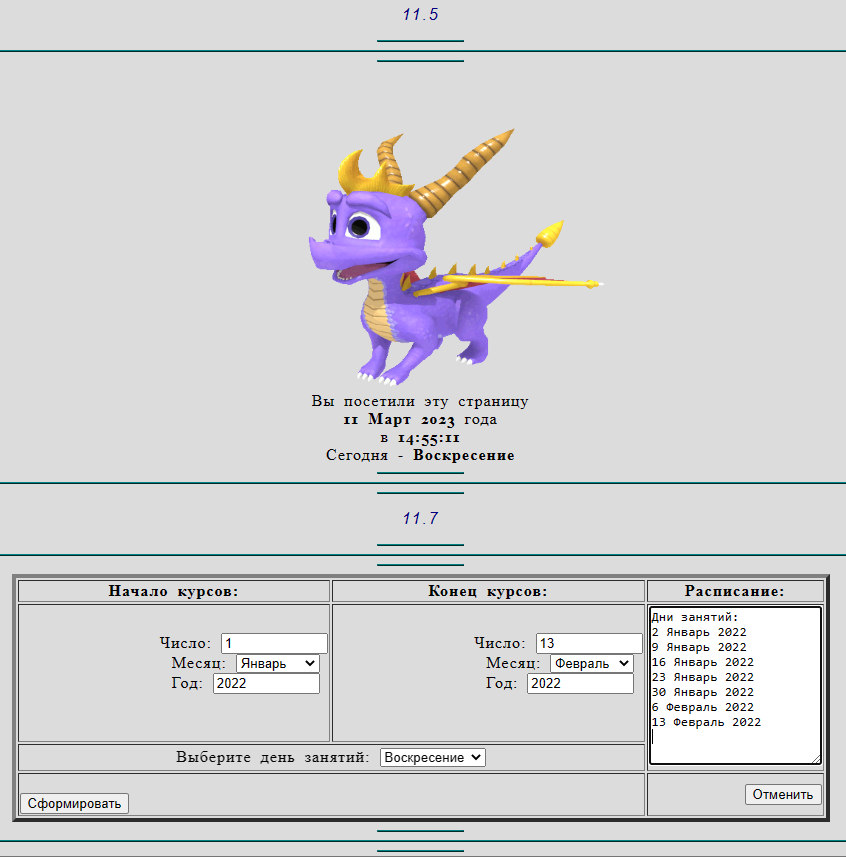 11.5
Вы посетили эту страницу
11 Март 2023 года
в 14:55:11
Сегодня - Воскресение
11.7
Начало курсов: Конец курсов: Расписание:
Число: 1
Месяц: Январь
Год: 2022
Число: 13
Месяц: Февраль
Год: 2022
Дни занятий:
2 Январь 2022
9 Январь 2022
16 Январь 2022
23 Январь 2022
30 Январь 2022
6 Февраль 2022
13 Февраль 2022
Выберите день занятий: Воскресение
Сформировать
Отменить